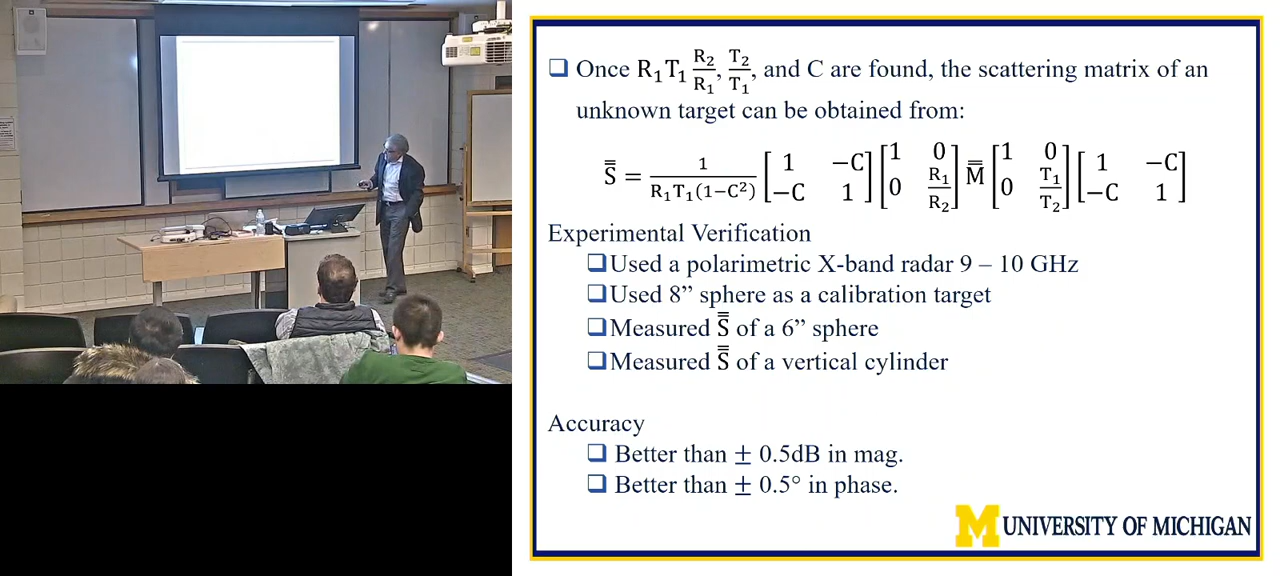 ❑ Once R₁T₁ R₂/R₁, T₂/T₁, and C are found, the scattering matrix of an
unknown target can be obtained from:
S̿ = 1/(R₁T₁(1−C²)) [1 −C; −C 1] [1 0; 0 R₁/R₂] M̿ [1 0; 0 T₁/T₂] [1 −C; −C 1]
Experimental Verification
❑Used a polarimetric X-band radar 9 – 10 GHz
❑Used 8” sphere as a calibration target
❑Measured S̿ of a 6” sphere
❑Measured S̿ of a vertical cylinder
Accuracy
❑ Better than ± 0.5dB in mag.
❑ Better than ± 0.5° in phase.
M UNIVERSITY OF MICHIGAN